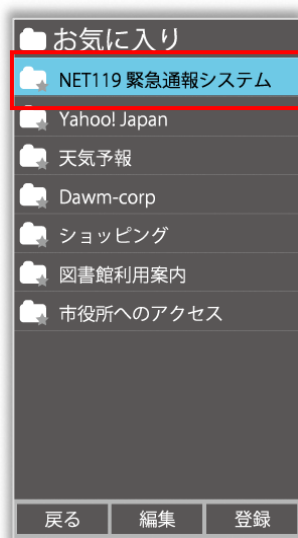 お気に入り
NET119 緊急通報システム
Yahoo! Japan
天気予報
Dawm-corp
ショッピング
図書館利用案内
市役所へのアクセス
戻る 編集 登録